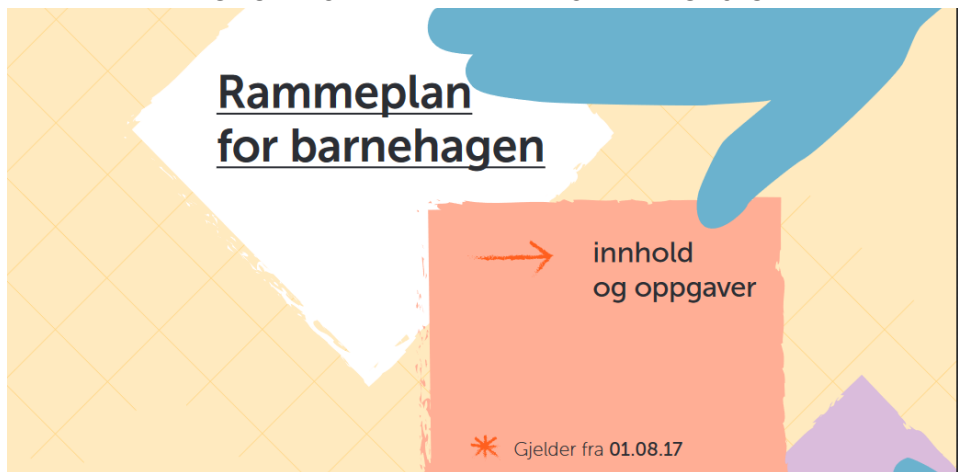 Rammeplan
for barnehagen
innhold
og oppgaver
Gjelder fra 01.08.17